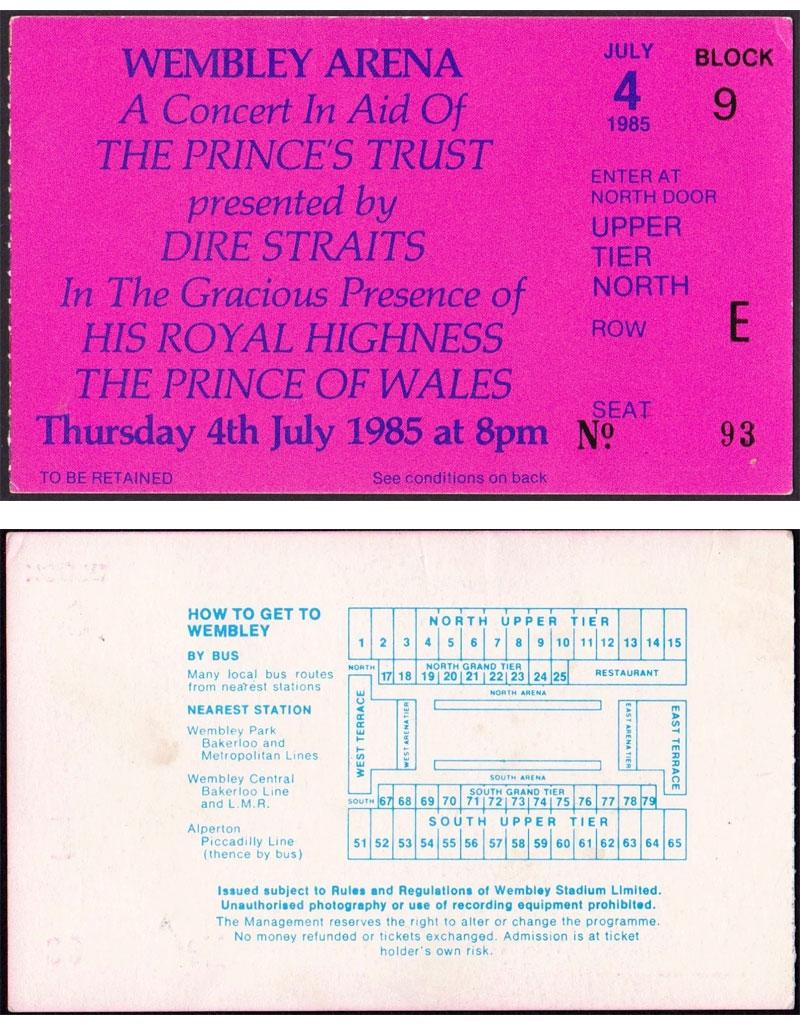 WEMBLEY ARENA
A Concert In Aid Of
THE PRINCE'S TRUST
presented by
DIRE STRAITS
In The Gracious Presence of
HIS ROYAL HIGHNESS
THE PRINCE OF WALES
Thursday 4th July 1985 at 8pm
TO BE RETAINED
See conditions on back
JULY
4
1985
BLOCK
9
ENTER AT
NORTH DOOR
UPPER
TIER
NORTH
ROW E
SEAT
No 93
HOW TO GET TO
WEMBLEY
BY BUS
Many local bus routes
from nearest stations
NEAREST STATION
Wembley Park
Bakerloo and
Metropolitan Lines
Wembley Central
Bakerloo Line
and L.M.R.
Alperton
Piccadilly Line
(thence by bus)
NORTH UPPER TIER
1 2 3 4 5 6 7 8 9 10 11 12 13 14 15
NORTH
NORTH GRAND TIER
17 18 19 20 21 22 23 24 25
RESTAURANT
NORTH ARENA
WEST TERRACE
WEST ARENA TIER
EAST ARENA TIER
EAST TERRACE
SOUTH ARENA
SOUTH GRAND TIER
SOUTH
67 68 69 70 71 72 73 74 75 76 77 78 79
SOUTH UPPER TIER
51 52 53 54 55 56 57 58 59 60 61 62 63 64 65
Issued subject to Rules and Regulations of Wembley Stadium Limited.
Unauthorised photography or use of recording equipment prohibited.
The Management reserves the right to alter or change the programme.
No money refunded or tickets exchanged. Admission is at ticket
holder's own risk.